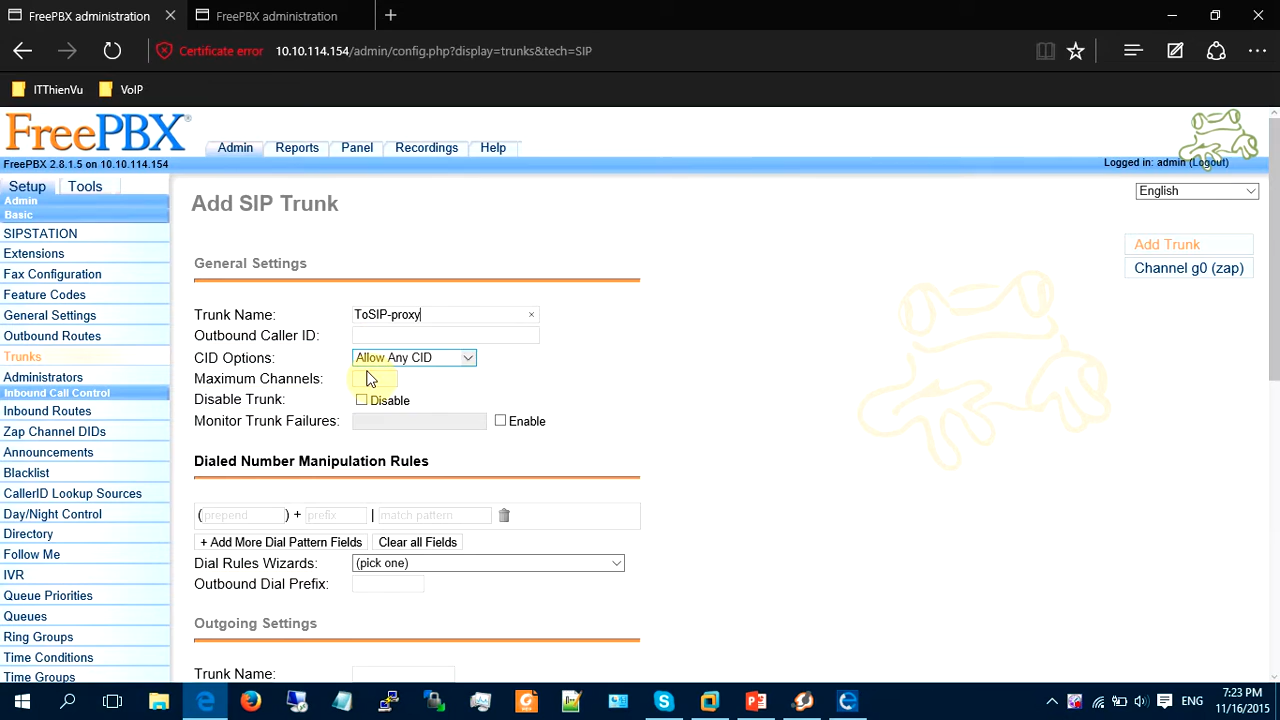 FreePBX administration
FreePBX administration
Certificate error
10.10.114.154/admin/config.php?display=trunks&tech=SIP
ITThienVu
VoIP
FreePBX®
Admin
Reports
Panel
Recordings
Help
FreePBX 2.8.1.5 on 10.10.114.154
Logged in: admin (Logout)
Setup
Tools
English
Admin
Basic
SIPSTATION
Extensions
Fax Configuration
Feature Codes
General Settings
Outbound Routes
Trunks
Administrators
Inbound Call Control
Inbound Routes
Zap Channel DIDs
Announcements
Blacklist
CallerID Lookup Sources
Day/Night Control
Directory
Follow Me
IVR
Queue Priorities
Queues
Ring Groups
Time Conditions
Time Groups
Add SIP Trunk
General Settings
Trunk Name: ToSIP-proxy
Outbound Caller ID:
CID Options: Allow Any CID
Maximum Channels:
Disable Trunk: Disable
Monitor Trunk Failures: Enable
Dialed Number Manipulation Rules
(prepend) + prefix | match pattern
+ Add More Dial Pattern Fields Clear all Fields
Dial Rules Wizards: (pick one)
Outbound Dial Prefix:
Outgoing Settings
Trunk Name:
Add Trunk
Channel g0 (zap)
ENG
7:23 PM
11/16/2015